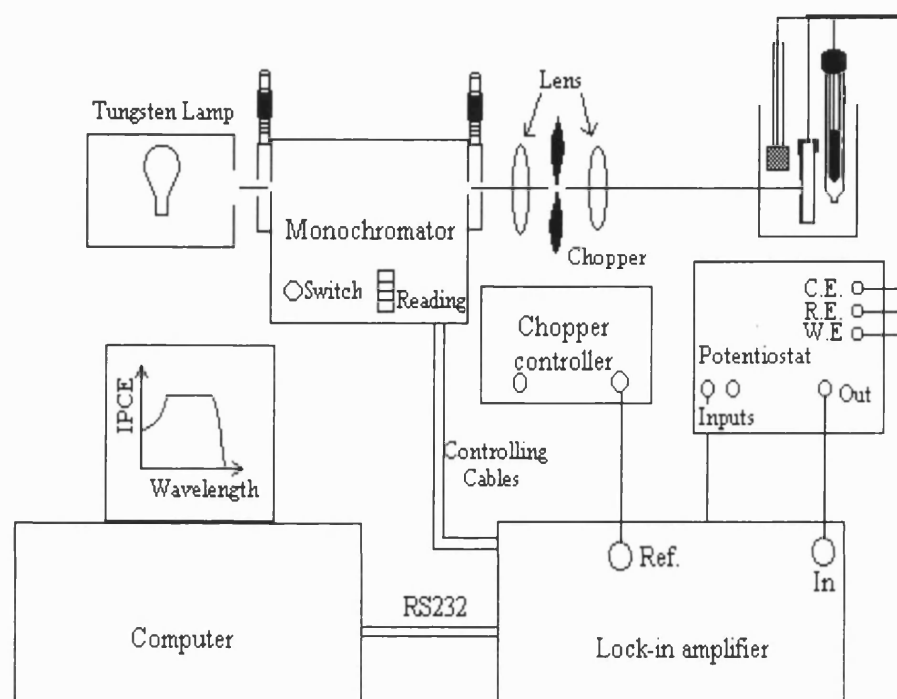 Lens
Tungsten Lamp
Monochromator
Switch
Reading
Chopper
C.E.
R.E.
W.E
Chopper
controller
Potentiostat
Out
Inputs
IPCE
Wavelength
Controlling
Cables
Ref.
In
RS232
Computer
Lock-in amplifier